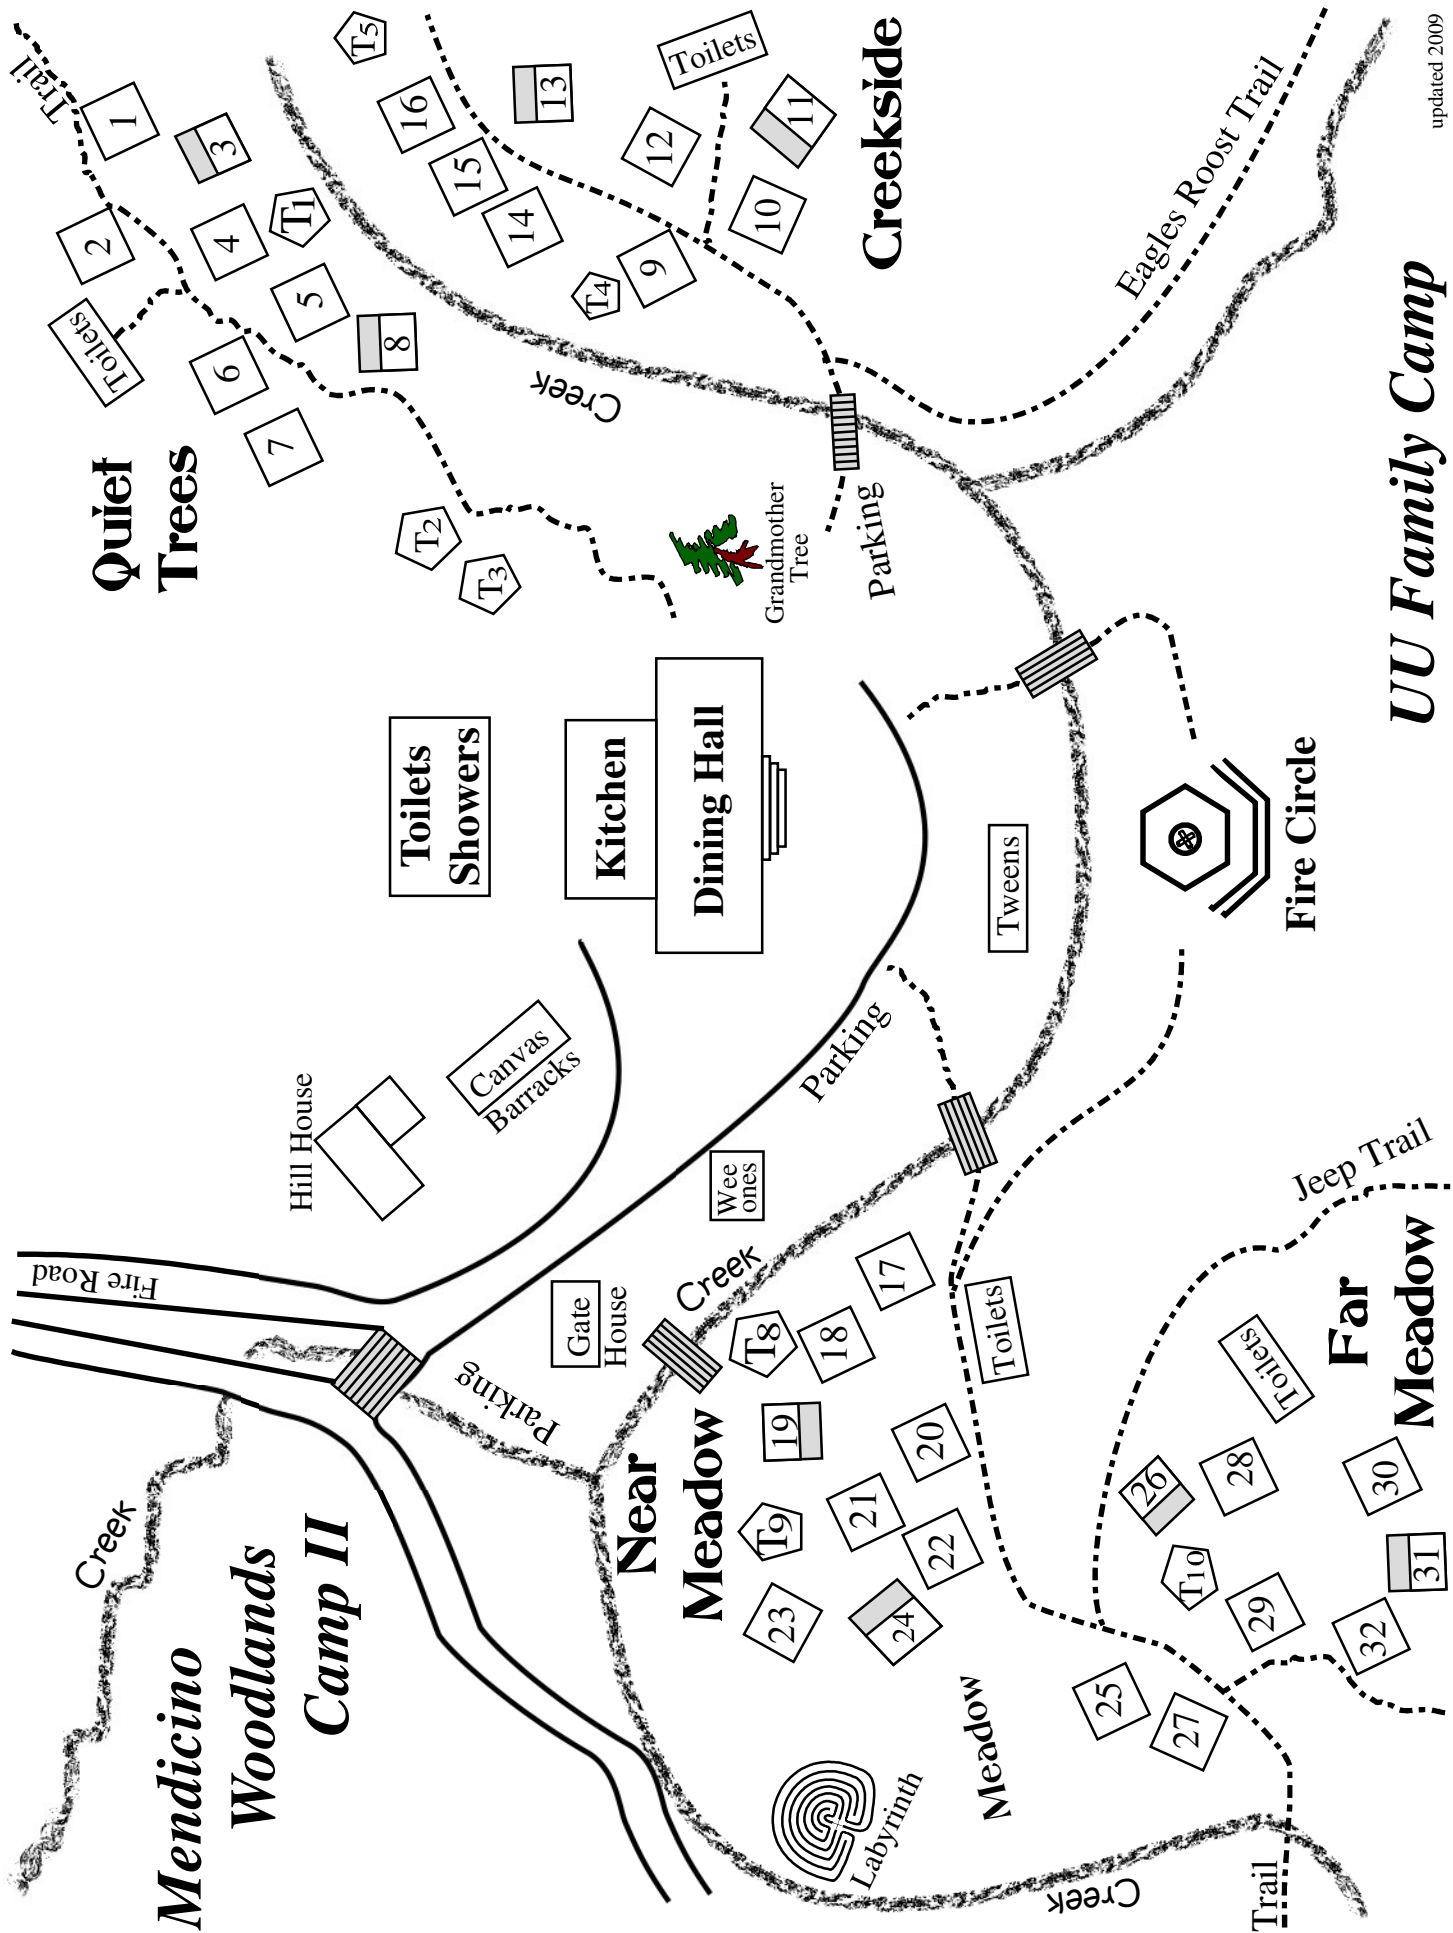 Mendicino
Woodlands
Camp II
Creek
Fire Road
Hill House
Canvas
Barracks
Toilets
Showers
Kitchen
Dining Hall
Quiet
Trees
Toilets
Trail
1
2
3
4
5
6
7
8
T1
T2
T3
T5
16
15
14
13
12
11
10
9
T4
Toilets
Creekside
Creek
Grandmother
Tree
Parking
Eagles Roost Trail
Parking
Gate
House
Wee
ones
Parking
Tweens
Fire Circle
Creek
Near
Meadow
T8
17
18
19
20
21
22
23
24
T9
Toilets
Labyrinth
Meadow
Creek
Trail
25
27
Far
Meadow
Toilets
26
28
29
30
31
32
T10
Jeep Trail
UU Family Camp
updated 2009